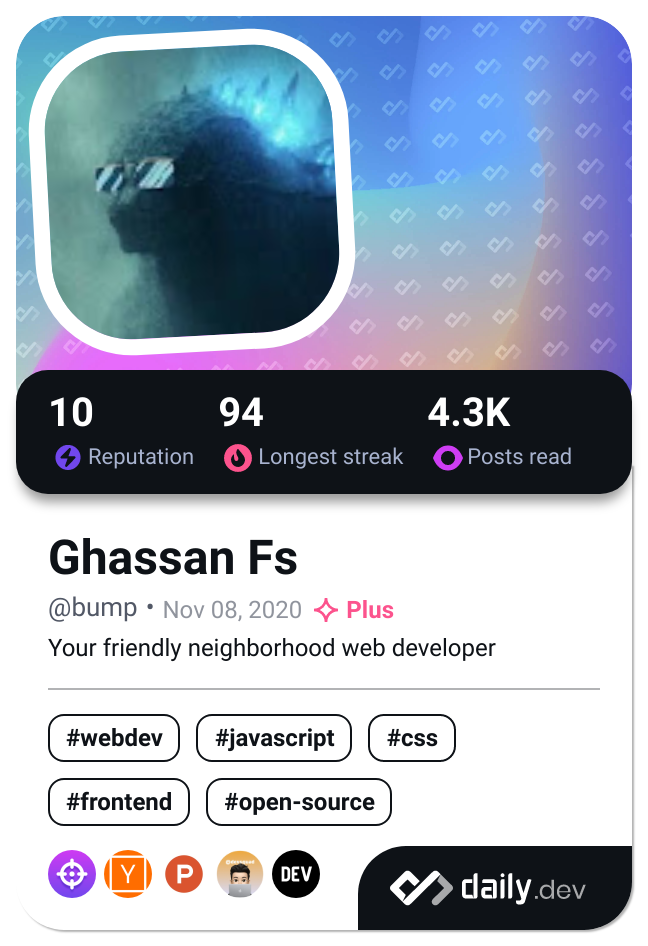 10 94 4.3K
Reputation Longest streak Posts read
Ghassan Fs
@bump • Nov 08, 2020 Plus
Your friendly neighborhood web developer
#webdev #javascript #css
#frontend #open-source
Y P DEV
daily.dev